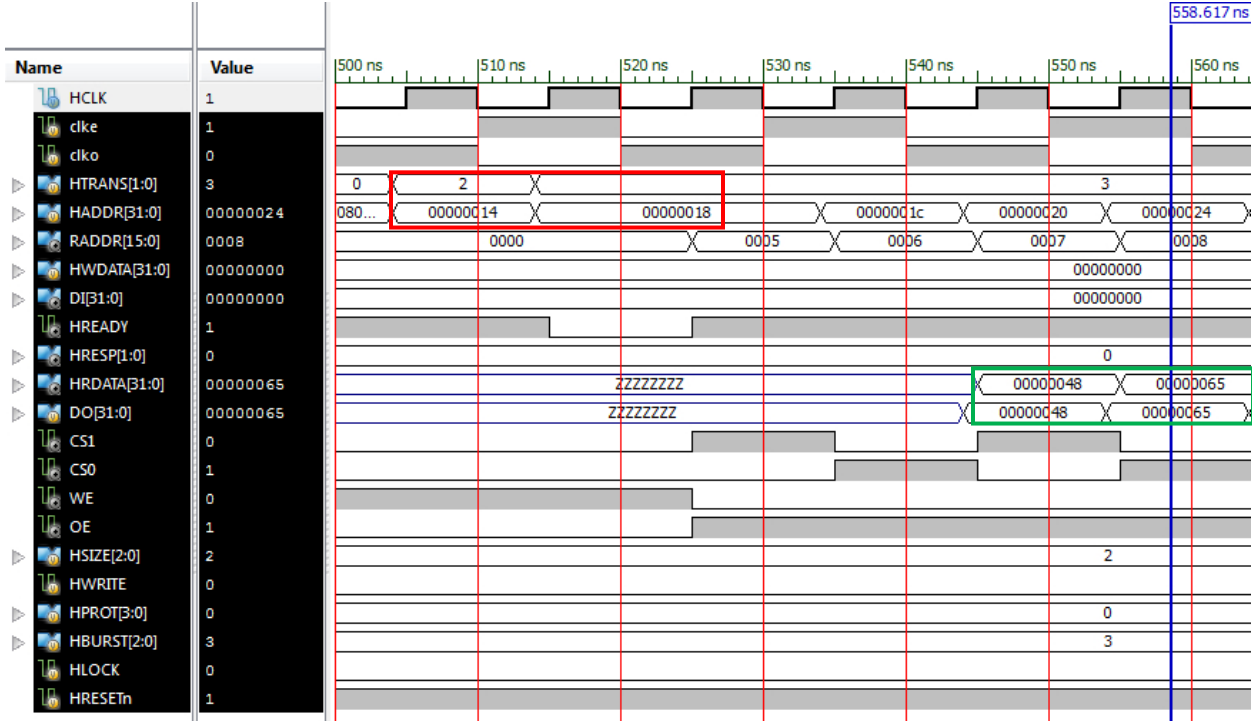 558.617 ns
Name Value 500 ns 510 ns 520 ns 530 ns 540 ns 550 ns 560 ns
HCLK 1
clke 1
clko 0
HTRANS[1:0] 3 0 2 3
HADDR[31:0] 00000024 080... 00000014 00000018 0000001c 00000020 00000024
RADDR[15:0] 0008 0000 0005 0006 0007 0008
HWDATA[31:0] 00000000 00000000
DI[31:0] 00000000 00000000
HREADY 1
HRESP[1:0] 0 0
HRDATA[31:0] 00000065 ZZZZZZZZ 00000048 00000065
DO[31:0] 00000065 ZZZZZZZZ 00000048 00000065
CS1 0
CS0 1
WE 0
OE 1
HSIZE[2:0] 2 2
HWRITE 0
HPROT[3:0] 0 0
HBURST[2:0] 3 3
HLOCK 0
HRESETn 1